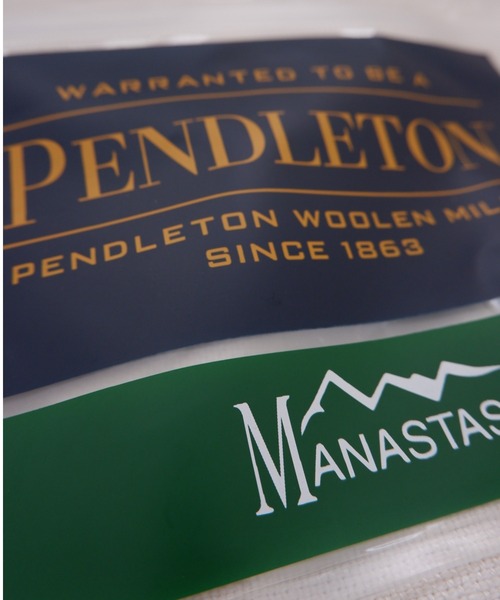 WARRANTED TO BE A
PENDLETON
PENDLETON WOOLEN MIL
SINCE 1863
MANASTAS